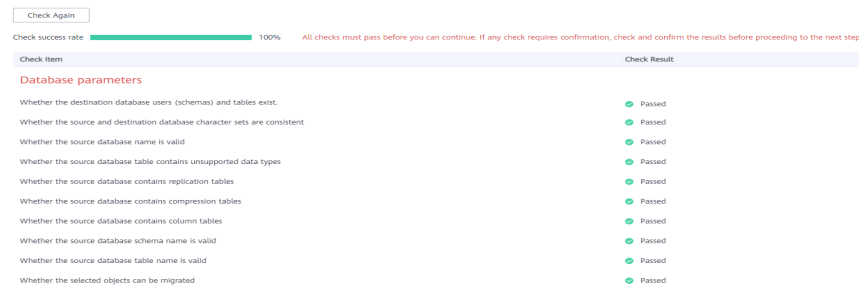 Check Again
Check success rate 100% All checks must pass before you can continue. If any check requires confirmation, check and confirm the results before proceeding to the next step
Check Item Check Result
Database parameters
Whether the destination database users (schemas) and tables exist. Passed
Whether the source and destination database character sets are consistent Passed
Whether the source database name is valid Passed
Whether the source database table contains unsupported data types Passed
Whether the source database contains replication tables Passed
Whether the source database contains compression tables Passed
Whether the source database contains column tables Passed
Whether the source database schema name is valid Passed
Whether the source database table name is valid Passed
Whether the selected objects can be migrated Passed